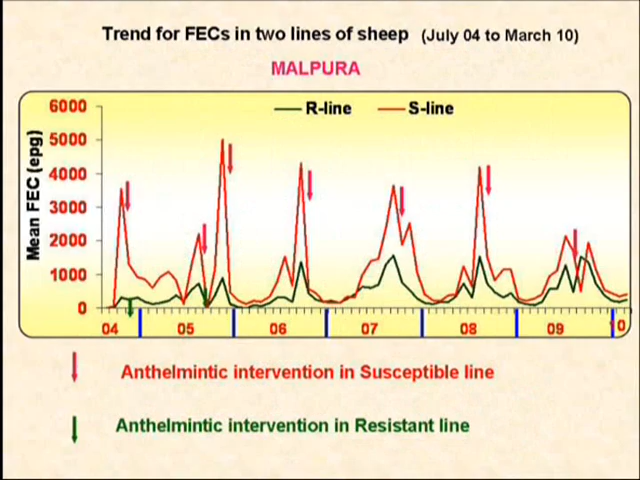 Trend for FECs in two lines of sheep (July 04 to March 10)
MALPURA
R-line S-line
Mean FEC (epg)
6000
5000
4000
3000
2000
1000
0
04 05 06 07 08 09 10
Anthelmintic intervention in Susceptible line
Anthelmintic intervention in Resistant line